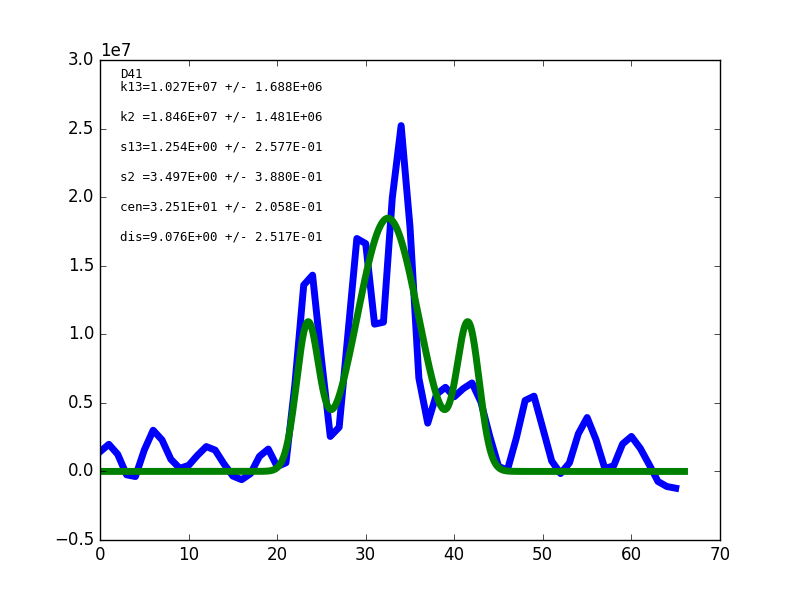 1e7
D41
k13=1.027E+07 +/- 1.688E+06
k2 =1.846E+07 +/- 1.481E+06
s13=1.254E+00 +/- 2.577E-01
s2 =3.497E+00 +/- 3.880E-01
cen=3.251E+01 +/- 2.058E-01
dis=9.076E+00 +/- 2.517E-01
3.0
2.5
2.0
1.5
1.0
0.5
0.0
−0.5
0 10 20 30 40 50 60 70